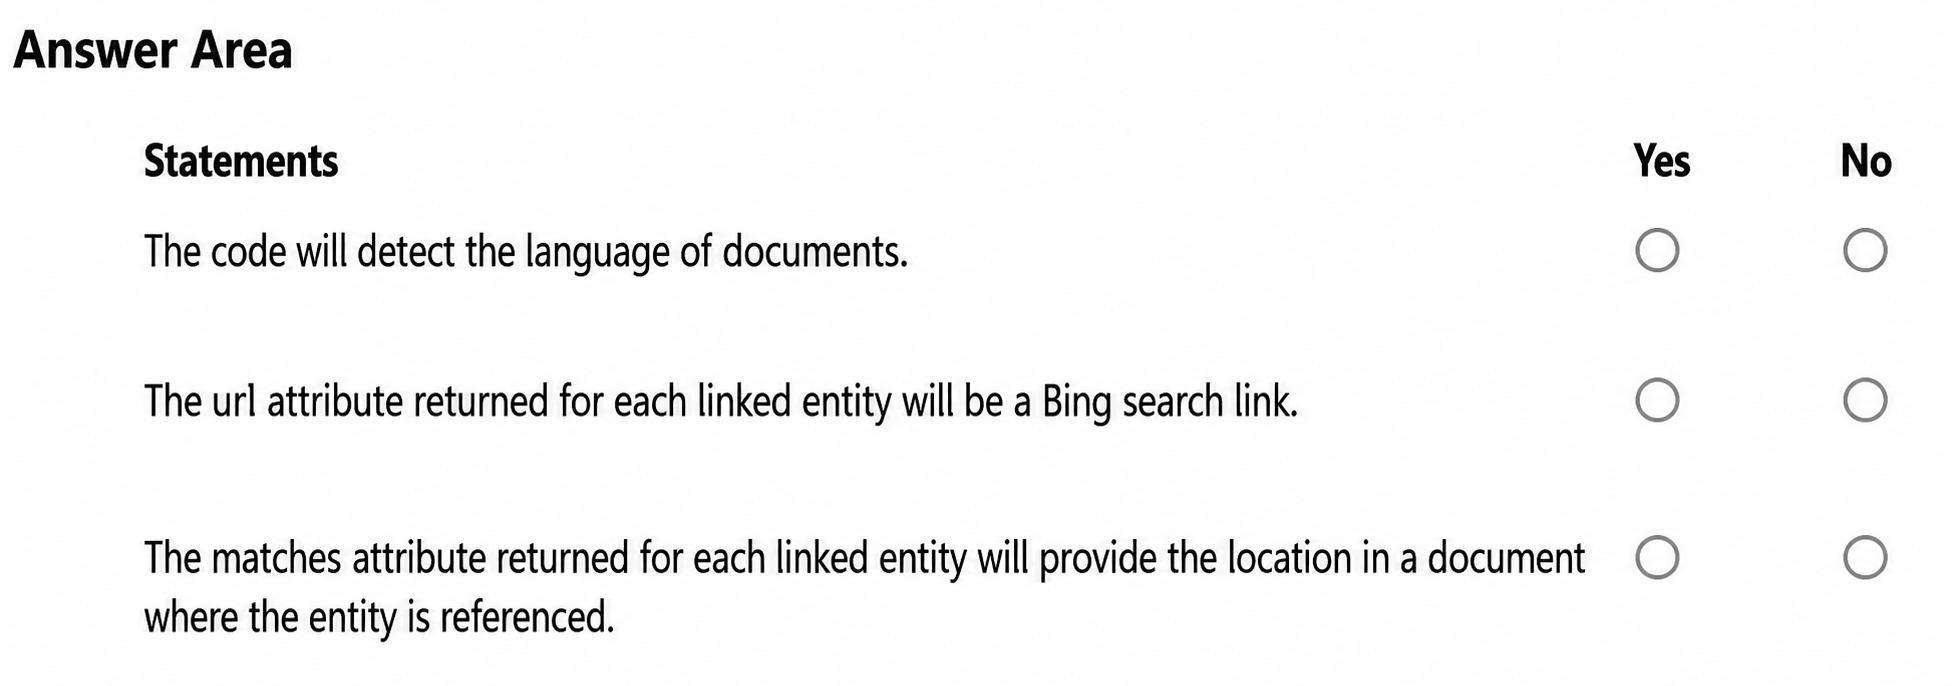 Answer Area
Statements Yes No
The code will detect the language of documents.
The url attribute returned for each linked entity will be a Bing search link.
The matches attribute returned for each linked entity will provide the location in a document
where the entity is referenced.